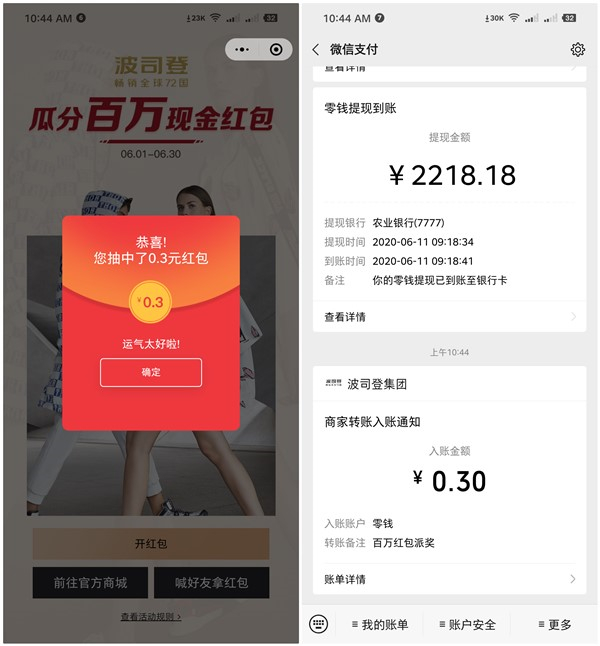 10:44 AM 6
23K
32
波司登
畅销全球72国
瓜分百万现金红包
06.01-06.30
恭喜!
您抽中了0.3元红包
¥0.3
运气太好啦!
确定
开红包
前往官方商城
喊好友拿红包
查看活动规则 >
10:44 AM 7
30K
32
微信支付
查看详情
零钱提现到账
提现金额
¥2218.18
提现银行 农业银行(7777)
提现时间 2020-06-11 09:18:34
到账时间 2020-06-11 09:18:41
备注 你的零钱提现已到账至银行卡
查看详情
上午10:44
波司登 波司登集团
商家转账入账通知
入账金额
¥0.30
入账账户 零钱
转账备注 百万红包派奖
账单详情
我的账单
账户安全
更多